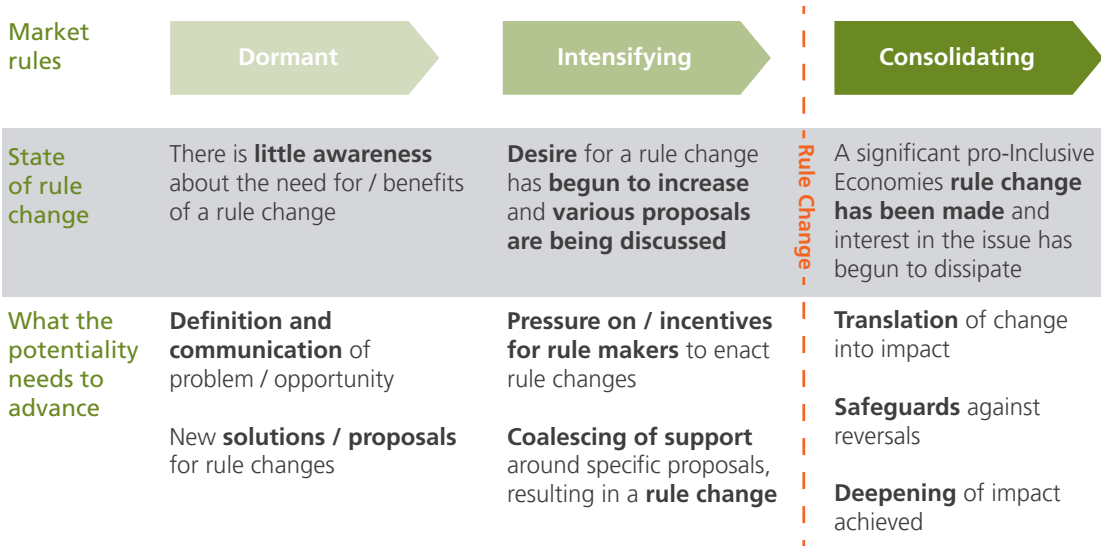 Market
rules
Dormant
Intensifying
Consolidating
State
of rule
change
There is little awareness
about the need for / benefits
of a rule change
Desire for a rule change
has begun to increase
and various proposals
are being discussed
Rule Change
A significant pro-Inclusive
Economies rule change
has been made and
interest in the issue has
begun to dissipate
What the
potentiality
needs to
advance
Definition and
communication of
problem / opportunity
New solutions / proposals
for rule changes
Pressure on / incentives
for rule makers to enact
rule changes
Coalescing of support
around specific proposals,
resulting in a rule change
Translation of change
into impact
Safeguards against
reversals
Deepening of impact
achieved